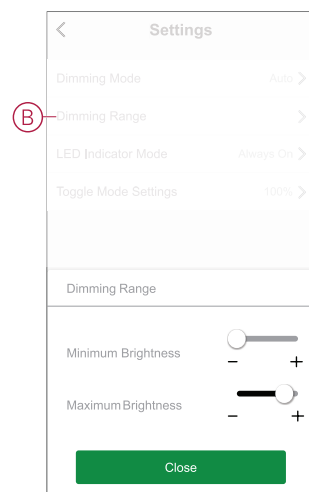 Settings
Dimming Mode Auto
B Dimming Range
LED Indicator Mode Always On
Toggle Mode Settings 100%
Dimming Range
Minimum Brightness
- +
Maximum Brightness
- +
Close